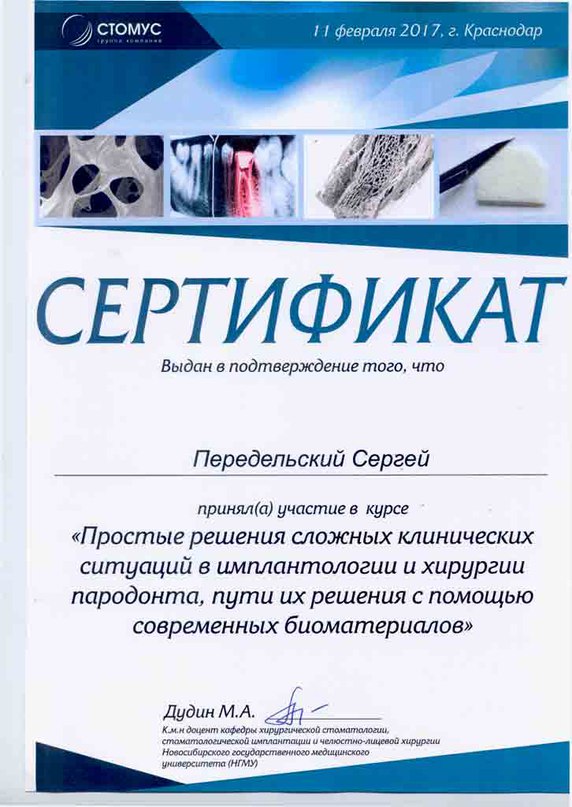 СТОМУС
группа компаний
11 февраля 2017, г. Краснодар
СЕРТИФИКАТ
Выдан в подтверждение того, что
Передельский Сергей
принял(а) участие в курсе
«Простые решения сложных клинических
ситуаций в имплантологии и хирургии
пародонта, пути их решения с помощью
современных биоматериалов»
Дудин М.А.
К.м.н доцент кафедры хирургической стоматологии,
стоматологической имплантации и челюстно-лицевой хирургии
Новосибирского государственного медицинского
университета (НГМУ)